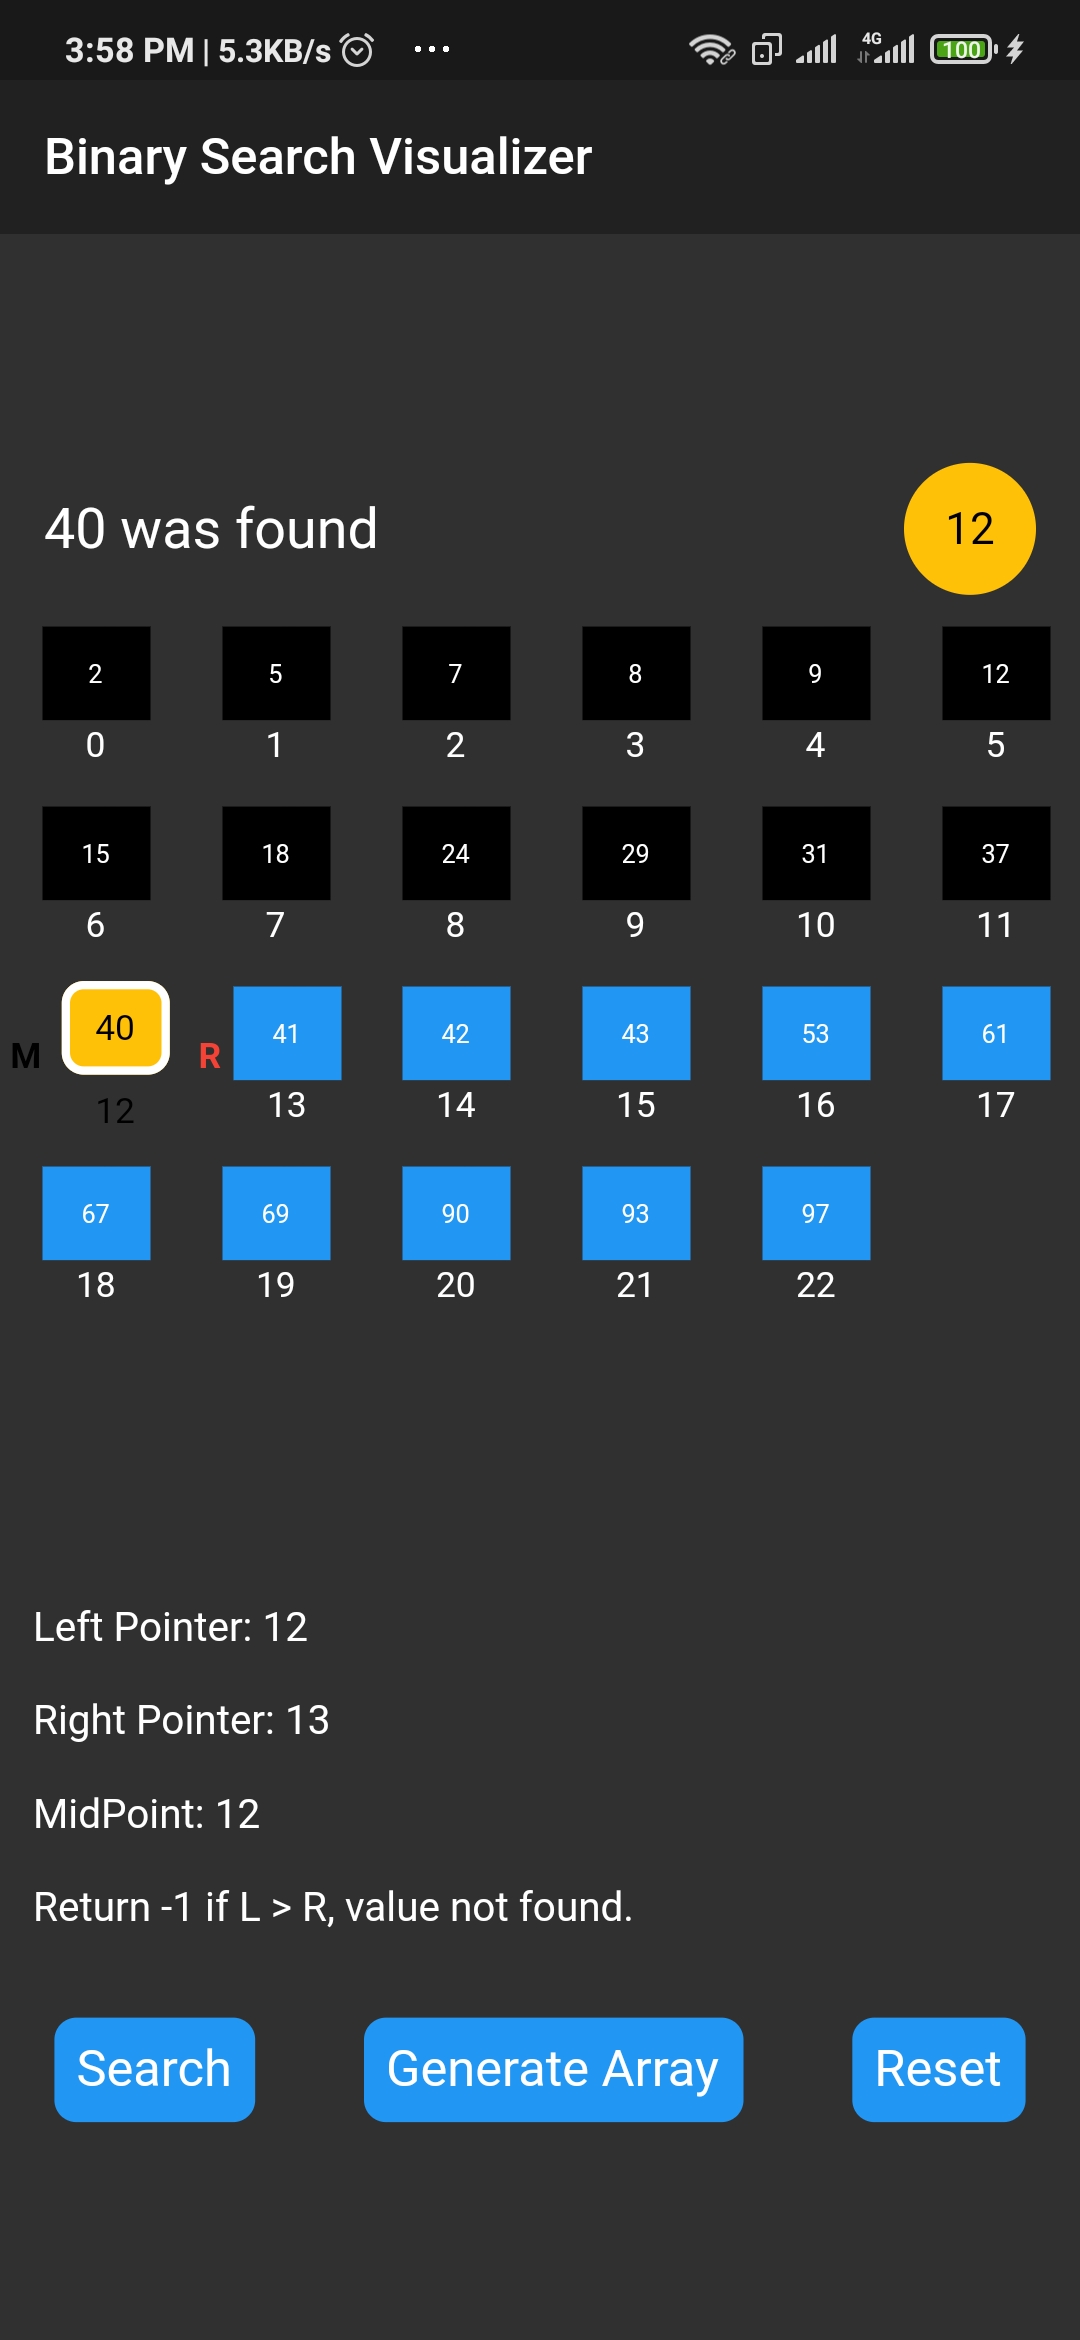 3:58 PM | 5.3KB/s ... 4G 100
Binary Search Visualizer
40 was found 12
2 5 7 8 9 12
0 1 2 3 4 5
15 18 24 29 31 37
6 7 8 9 10 11
M 40 R 41 42 43 53 61
12 13 14 15 16 17
67 69 90 93 97
18 19 20 21 22
Left Pointer: 12
Right Pointer: 13
MidPoint: 12
Return -1 if L > R, value not found.
Search Generate Array Reset